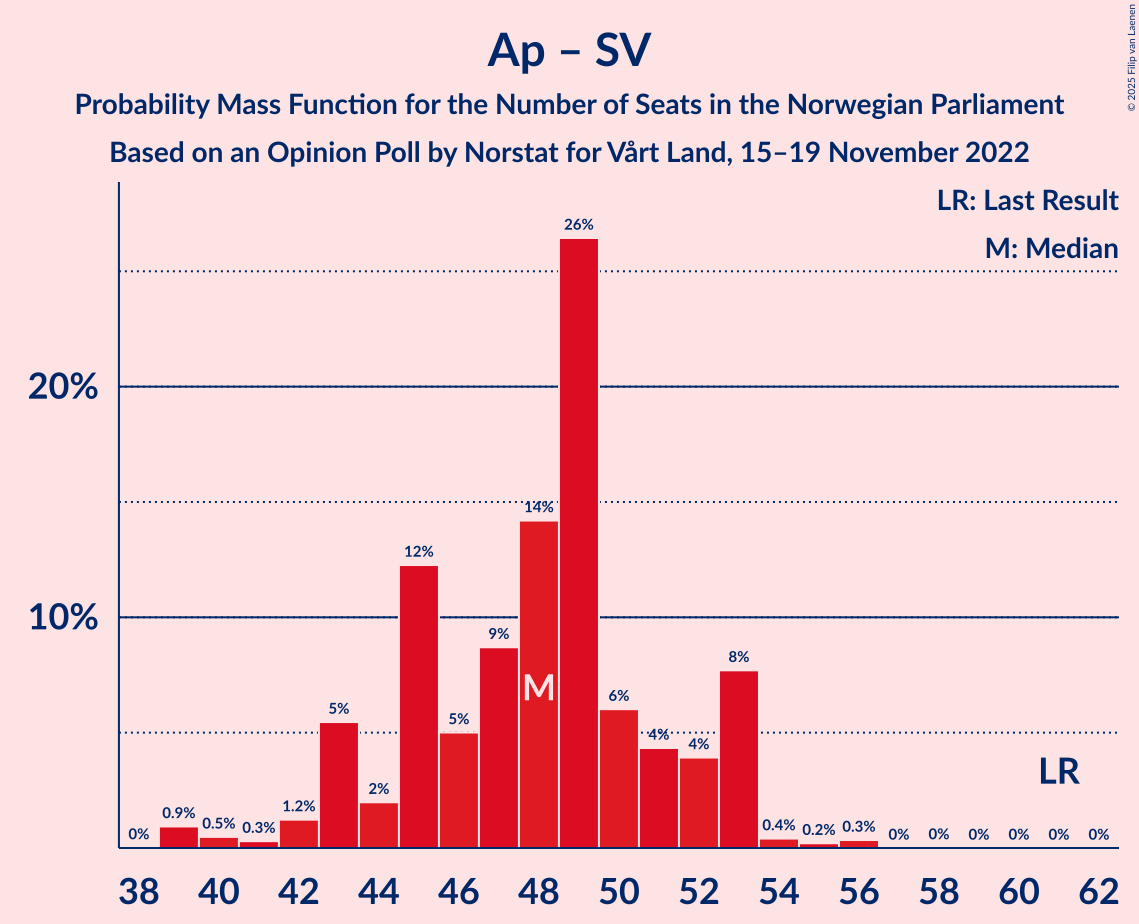 Ap – SV
Probability Mass Function for the Number of Seats in the Norwegian Parliament
Based on an Opinion Poll by Norstat for Vårt Land, 15–19 November 2022
© 2025 Filip van Laenen
LR: Last Result
M: Median
20%
10%
0% 0.9% 0.5% 0.3% 1.2% 5% 2% 12% 5% 9% 14% 26% 6% 4% 4% 8% 0.4% 0.2% 0.3% 0% 0% 0% 0% 0% 0%
M
LR
38 40 42 44 46 48 50 52 54 56 58 60 62